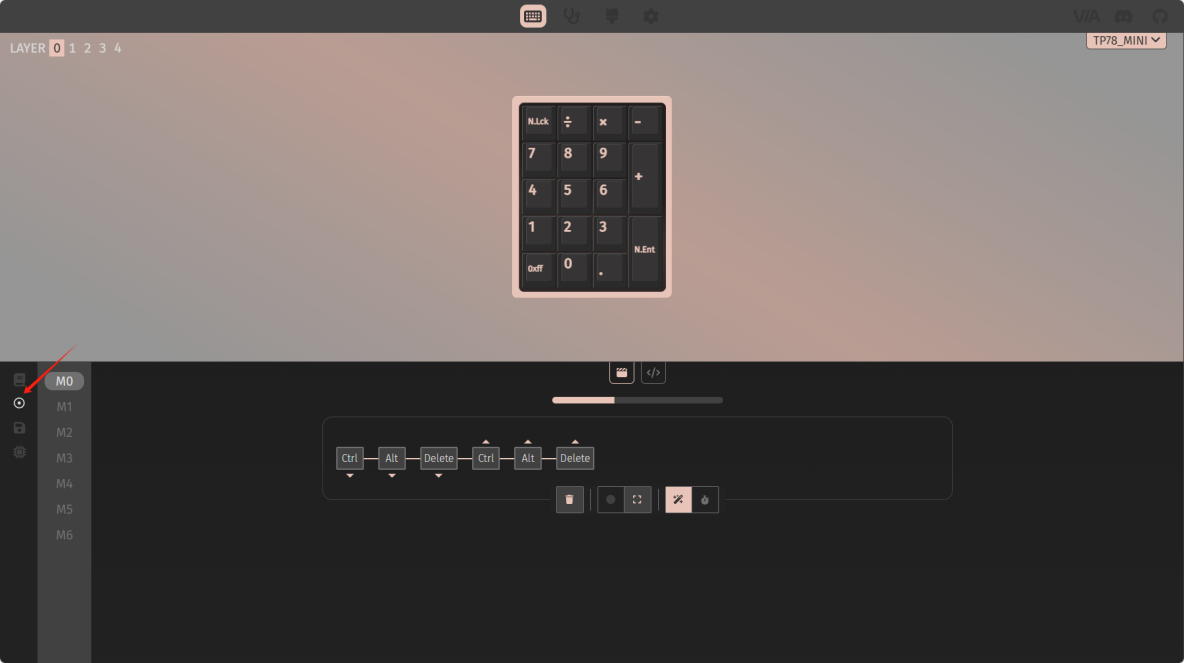 VIA
LAYER 0 1 2 3 4
TP78_MINI
N.Lck ÷ × -
7 8 9
+
4 5 6
1 2 3
N.Ent
0xff 0 .
M0
M1
M2
M3
M4
M5
M6
Ctrl Alt Delete Ctrl Alt Delete